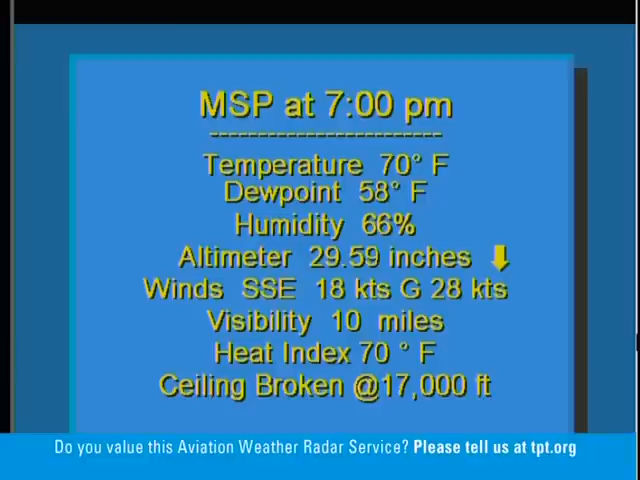 MSP at 7:00 pm
------------------------
Temperature 70° F
Dewpoint 58° F
Humidity 66%
Altimeter 29.59 inches ⬇
Winds SSE 18 kts G 28 kts
Visibility 10 miles
Heat Index 70 ° F
Ceiling Broken @17,000 ft
Do you value this Aviation Weather Radar Service? Please tell us at tpt.org